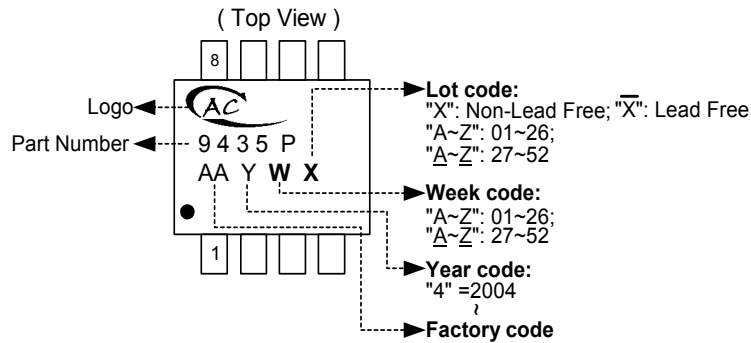 ( Top View )
8
Logo
AC
Part Number
9 4 3 5 P
AA Y W X
1
Lot code:
"X": Non-Lead Free; "X̅": Lead Free
"A~Z": 01~26;
"A̲~Z̲": 27~52
Week code:
"A~Z": 01~26;
"A̲~Z̲": 27~52
Year code:
"4" =2004
~
Factory code